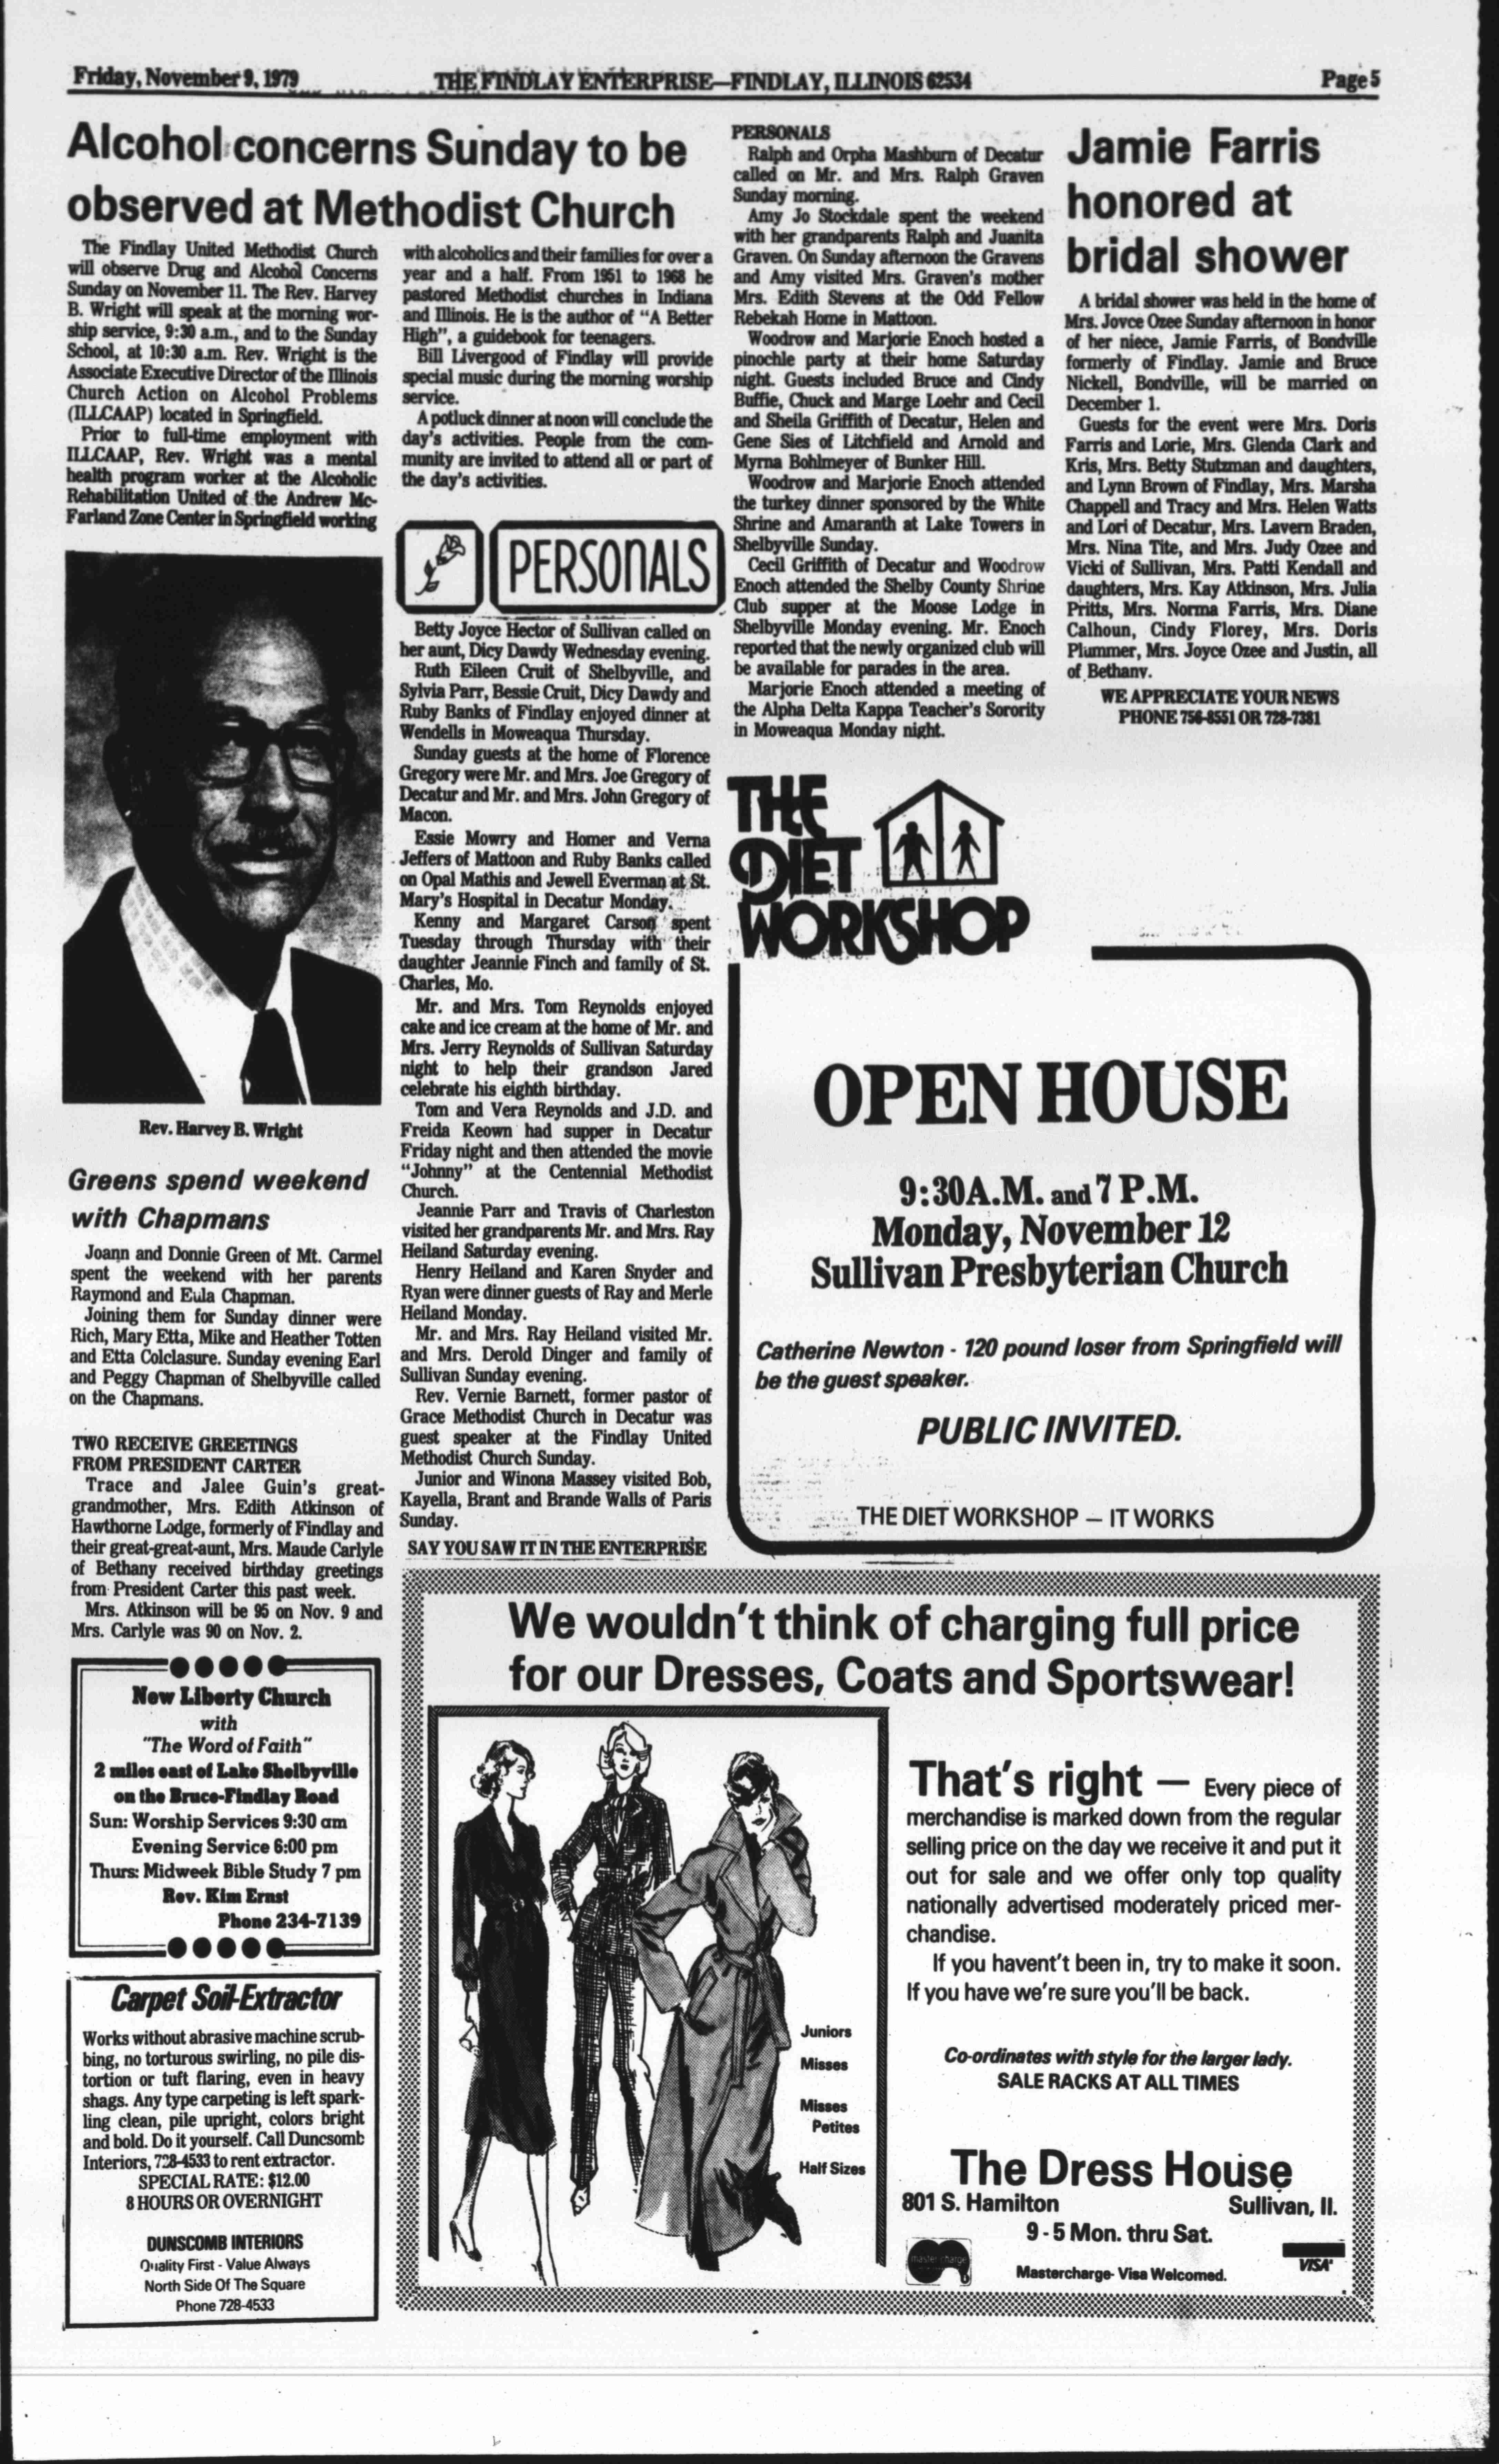 Friday, November 9, 1979
THE FINDLAY ENTERPRISE—FINDLAY, ILLINOIS 62534
Page 5
Alcohol concerns Sunday to be
observed at Methodist Church
The Findlay United Methodist Church
will observe Drug and Alcohol Concerns
Sunday on November 11. The Rev. Harvey
B. Wright will speak at the morning wor-
ship service, 9:30 a.m., and to the Sunday
School, at 10:30 a.m. Rev. Wright is the
Associate Executive Director of the Illinois
Church Action on Alcohol Problems
(ILLCAAP) located in Springfield.
Prior to full-time employment with
ILLCAAP, Rev. Wright was a mental
health program worker at the Alcoholic
Rehabilitation United of the Andrew Mc-
Farland Zone Center in Springfield working
with alcoholics and their families for over a
year and a half. From 1951 to 1968 he
pastored Methodist churches in Indiana
and Illinois. He is the author of "A Better
High", a guidebook for teenagers.
Bill Livergood of Findlay will provide
special music during the morning worship
service.
A potluck dinner at noon will conclude the
day's activities. People from the com-
munity are invited to attend all or part of
the day's activities.
Rev. Harvey B. Wright
Greens spend weekend
with Chapmans
Joann and Donnie Green of Mt. Carmel
spent the weekend with her parents
Raymond and Eula Chapman.
Joining them for Sunday dinner were
Rich, Mary Etta, Mike and Heather Totten
and Etta Colclasure. Sunday evening Earl
and Peggy Chapman of Shelbyville called
on the Chapmans.
TWO RECEIVE GREETINGS
FROM PRESIDENT CARTER
Trace and Jalee Guin's great-
grandmother, Mrs. Edith Atkinson of
Hawthorne Lodge, formerly of Findlay and
their great-great-aunt, Mrs. Maude Carlyle
of Bethany received birthday greetings
from President Carter this past week.
Mrs. Atkinson will be 95 on Nov. 9 and
Mrs. Carlyle was 90 on Nov. 2.
New Liberty Church
with
"The Word of Faith"
2 miles east of Lake Shelbyville
on the Bruce-Findlay Road
Sun: Worship Services 9:30 am
Evening Service 6:00 pm
Thurs: Midweek Bible Study 7 pm
Rev. Kim Ernst
Phone 234-7139
Carpet Soil-Extractor
Works without abrasive machine scrub-
bing, no torturous swirling, no pile dis-
tortion or tuft flaring, even in heavy
shags. Any type carpeting is left spark-
ling clean, pile upright, colors bright
and bold. Do it yourself. Call Duncsomb
Interiors, 728-4533 to rent extractor.
SPECIAL RATE: $12.00
8 HOURS OR OVERNIGHT
DUNSCOMB INTERIORS
Quality First - Value Always
North Side Of The Square
Phone 728-4533
PERSONALS
Betty Joyce Hector of Sullivan called on
her aunt, Dicy Dawdy Wednesday evening.
Ruth Eileen Cruit of Shelbyville, and
Sylvia Parr, Bessie Cruit, Dicy Dawdy and
Ruby Banks of Findlay enjoyed dinner at
Wendells in Moweaqua Thursday.
Sunday guests at the home of Florence
Gregory were Mr. and Mrs. Joe Gregory of
Decatur and Mr. and Mrs. John Gregory of
Macon.
Essie Mowry and Homer and Verna
Jeffers of Mattoon and Ruby Banks called
on Opal Mathis and Jewell Everman at St.
Mary's Hospital in Decatur Monday.
Kenny and Margaret Carson spent
Tuesday through Thursday with their
daughter Jeannie Finch and family of St.
Charles, Mo.
Mr. and Mrs. Tom Reynolds enjoyed
cake and ice cream at the home of Mr. and
Mrs. Jerry Reynolds of Sullivan Saturday
night to help their grandson Jared
celebrate his eighth birthday.
Tom and Vera Reynolds and J.D. and
Freida Keown had supper in Decatur
Friday night and then attended the movie
"Johnny" at the Centennial Methodist
Church.
Jeannie Parr and Travis of Charleston
visited her grandparents Mr. and Mrs. Ray
Heiland Saturday evening.
Henry Heiland and Karen Snyder and
Ryan were dinner guests of Ray and Merle
Heiland Monday.
Mr. and Mrs. Ray Heiland visited Mr.
and Mrs. Derold Dinger and family of
Sullivan Sunday evening.
Rev. Vernie Barnett, former pastor of
Grace Methodist Church in Decatur was
guest speaker at the Findlay United
Methodist Church Sunday.
Junior and Winona Massey visited Bob,
Kayella, Brant and Brande Walls of Paris
Sunday.
SAY YOU SAW IT IN THE ENTERPRISE
PERSONALS
Ralph and Orpha Mashburn of Decatur
called on Mr. and Mrs. Ralph Graven
Sunday morning.
Amy Jo Stockdale spent the weekend
with her grandparents Ralph and Juanita
Graven. On Sunday afternoon the Gravens
and Amy visited Mrs. Graven's mother
Mrs. Edith Stevens at the Odd Fellow
Rebekah Home in Mattoon.
Woodrow and Marjorie Enoch hosted a
pinochle party at their home Saturday
night. Guests included Bruce and Cindy
Buffie, Chuck and Marge Loehr and Cecil
and Sheila Griffith of Decatur, Helen and
Gene Sies of Litchfield and Arnold and
Myrna Bohlmeyer of Bunker Hill.
Woodrow and Marjorie Enoch attended
the turkey dinner sponsored by the White
Shrine and Amaranth at Lake Towers in
Shelbyville Sunday.
Cecil Griffith of Decatur and Woodrow
Enoch attended the Shelby County Shrine
Club supper at the Moose Lodge in
Shelbyville Monday evening. Mr. Enoch
reported that the newly organized club will
be available for parades in the area.
Marjorie Enoch attended a meeting of
the Alpha Delta Kappa Teacher's Sorority
in Moweaqua Monday night.
Jamie Farris
honored at
bridal shower
A bridal shower was held in the home of
Mrs. Joyce Ozee Sunday afternoon in honor
of her niece, Jamie Farris, of Bondville
formerly of Findlay. Jamie and Bruce
Nickell, Bondville, will be married on
December 1.
Guests for the event were Mrs. Doris
Farris and Lorie, Mrs. Glenda Clark and
Kris, Mrs. Betty Stutzman and daughters,
and Lynn Brown of Findlay, Mrs. Marsha
Chappell and Tracy and Mrs. Helen Watts
and Lori of Decatur, Mrs. Lavern Braden,
Mrs. Nina Tite, and Mrs. Judy Ozee and
Vicki of Sullivan, Mrs. Patti Kendall and
daughters, Mrs. Kay Atkinson, Mrs. Julia
Pritts, Mrs. Norma Farris, Mrs. Diane
Calhoun, Cindy Florey, Mrs. Doris
Plummer, Mrs. Joyce Ozee and Justin, all
of Bethany.
WE APPRECIATE YOUR NEWS
PHONE 756-8551 OR 728-7381
THE
DIET
WORKSHOP
OPEN HOUSE
9:30A.M. and 7 P.M.
Monday, November 12
Sullivan Presbyterian Church
Catherine Newton - 120 pound loser from Springfield will
be the guest speaker.
PUBLIC INVITED.
THE DIET WORKSHOP — IT WORKS
We wouldn't think of charging full price
for our Dresses, Coats and Sportswear!
That's right — Every piece of
merchandise is marked down from the regular
selling price on the day we receive it and put it
out for sale and we offer only top quality
nationally advertised moderately priced mer-
chandise.
If you havent't been in, try to make it soon.
If you have we're sure you'll be back.
Juniors
Misses
Misses
Petites
Half Sizes
Co-ordinates with style for the larger lady.
SALE RACKS AT ALL TIMES
The Dress House
801 S. Hamilton
Sullivan, Il.
9 - 5 Mon. thru Sat.
Mastercharge- Visa Welcomed.
master charge
VISA